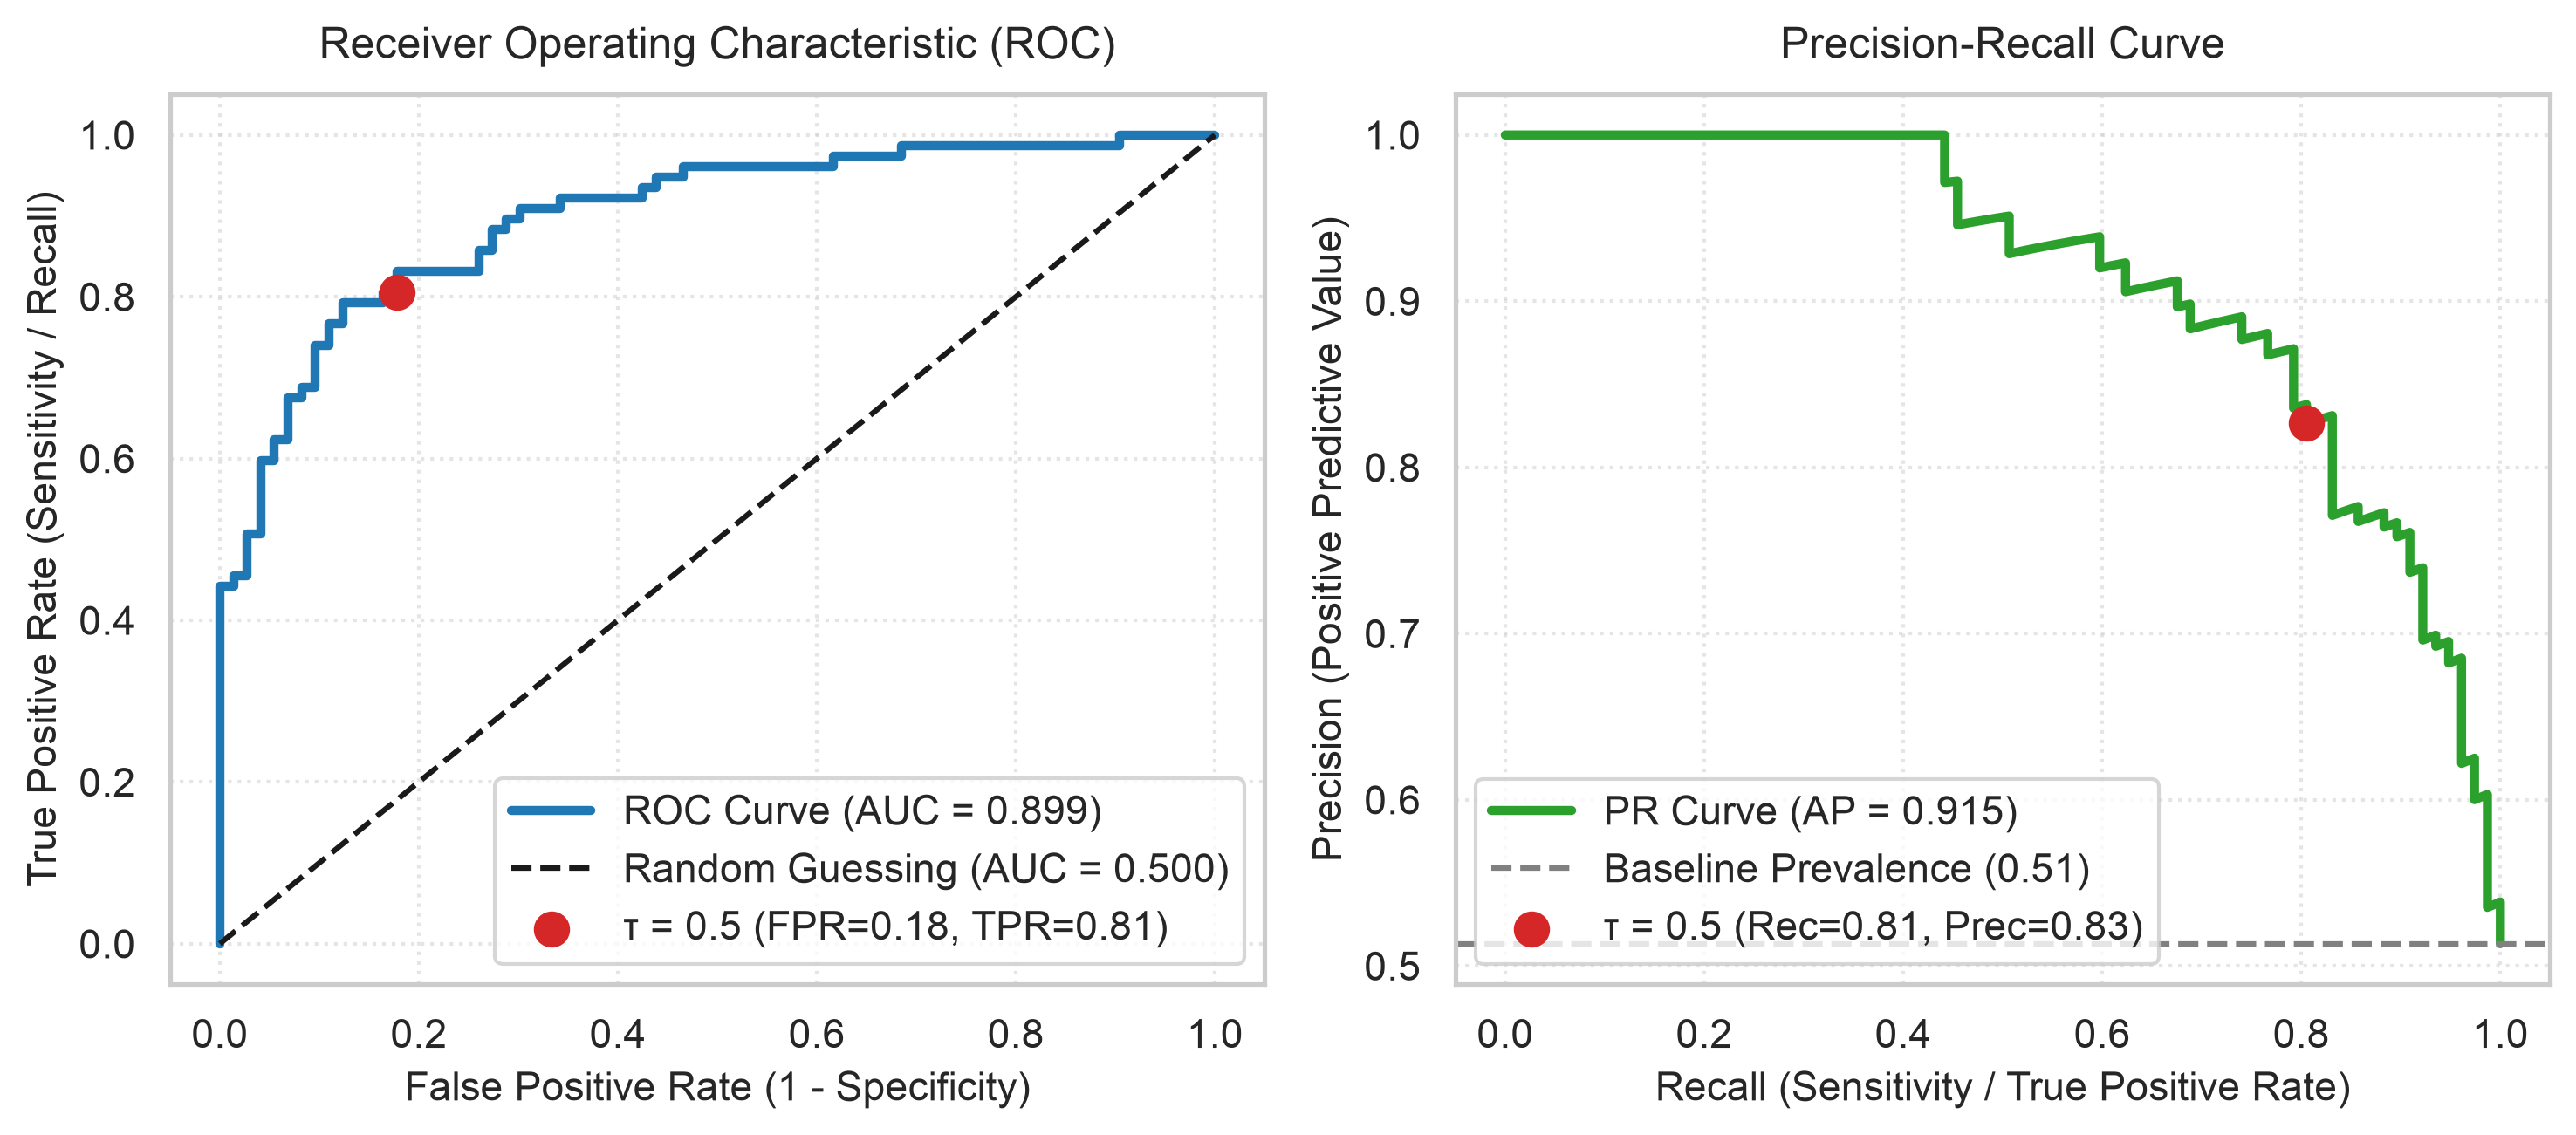 Receiver Operating Characteristic (ROC)
True Positive Rate (Sensitivity / Recall)
1.0
0.8
0.6
0.4
0.2
0.0
ROC Curve (AUC = 0.899)
Random Guessing (AUC = 0.500)
τ = 0.5 (FPR=0.18, TPR=0.81)
0.0 0.2 0.4 0.6 0.8 1.0
False Positive Rate (1 - Specificity)
Precision-Recall Curve
Precision (Positive Predictive Value)
1.0
0.9
0.8
0.7
0.6
0.5
PR Curve (AP = 0.915)
Baseline Prevalence (0.51)
τ = 0.5 (Rec=0.81, Prec=0.83)
0.0 0.2 0.4 0.6 0.8 1.0
Recall (Sensitivity / True Positive Rate)